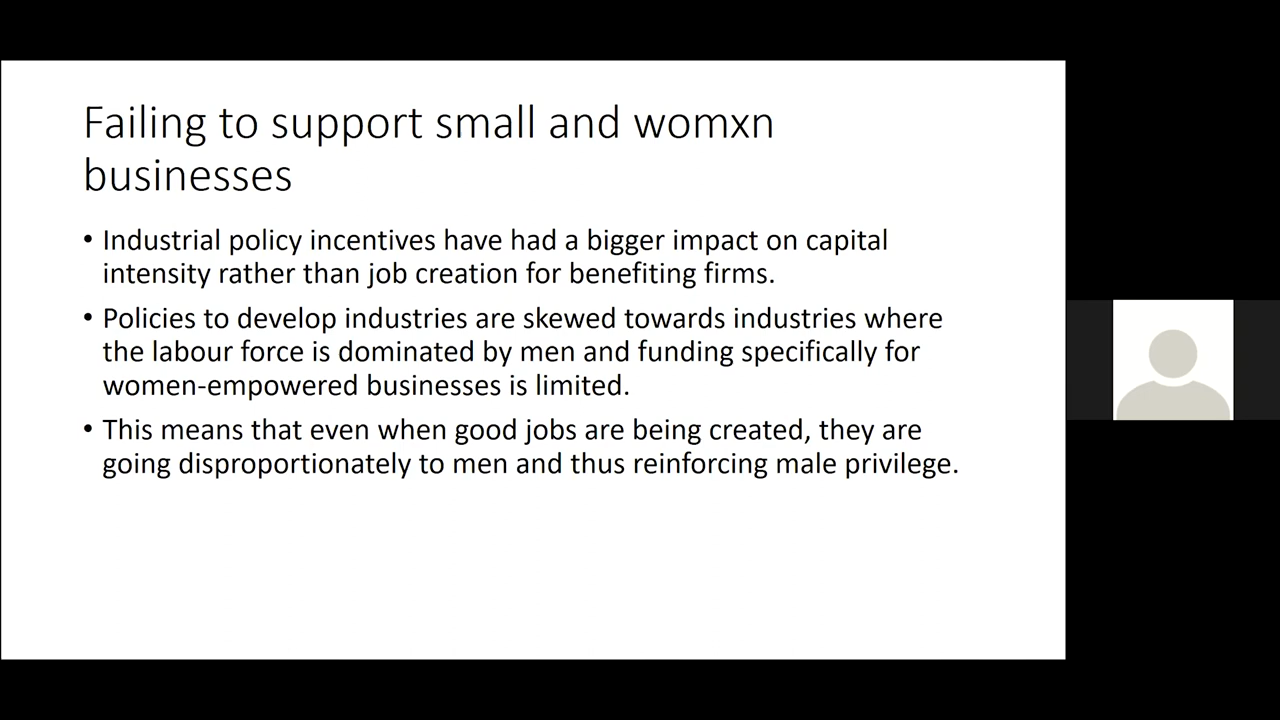 Failing to support small and womxn
businesses
• Industrial policy incentives have had a bigger impact on capital
intensity rather than job creation for benefiting firms.
• Policies to develop industries are skewed towards industries where
the labour force is dominated by men and funding specifically for
women-empowered businesses is limited.
• This means that even when good jobs are being created, they are
going disproportionately to men and thus reinforcing male privilege.